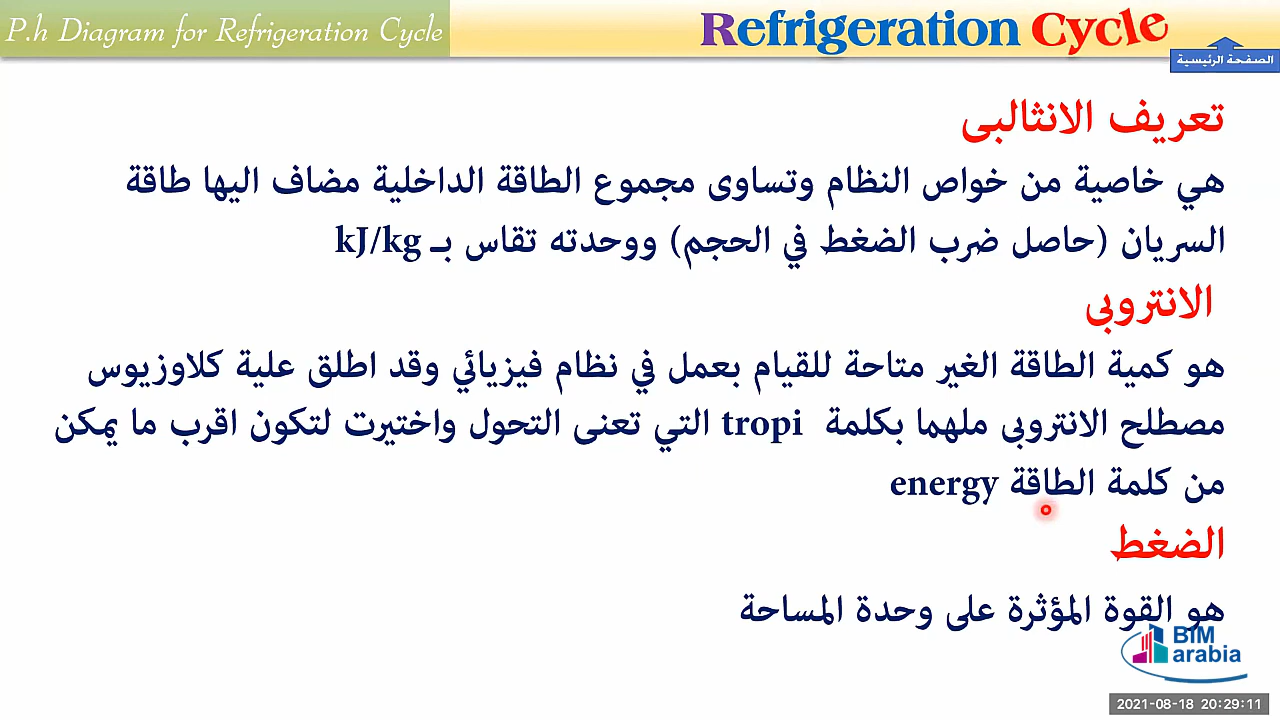 P.h Diagram for Refrigeration Cycle
Refrigeration Cycle
الصفحة الرئيسية
تعريف الانثالبى
هي خاصية من خواص النظام وتساوى مجموع الطاقة الداخلية مضاف اليها طاقة
السريان (حاصل ضرب الضغط في الحجم) ووحدته تقاس بـ kJ/kg
الانتروبى
هو كمية الطاقة الغير متاحة للقيام بعمل في نظام فيزيائي وقد اطلق علية كلاوزيوس
مصطلح الانتروبى ملهما بكلمة tropi التي تعنى التحول واختيرت لتكون اقرب ما يمكن
من كلمة الطاقة energy
الضغط
هو القوة المؤثرة على وحدة المساحة
BIM
arabia
2021-08-18 20:29:11